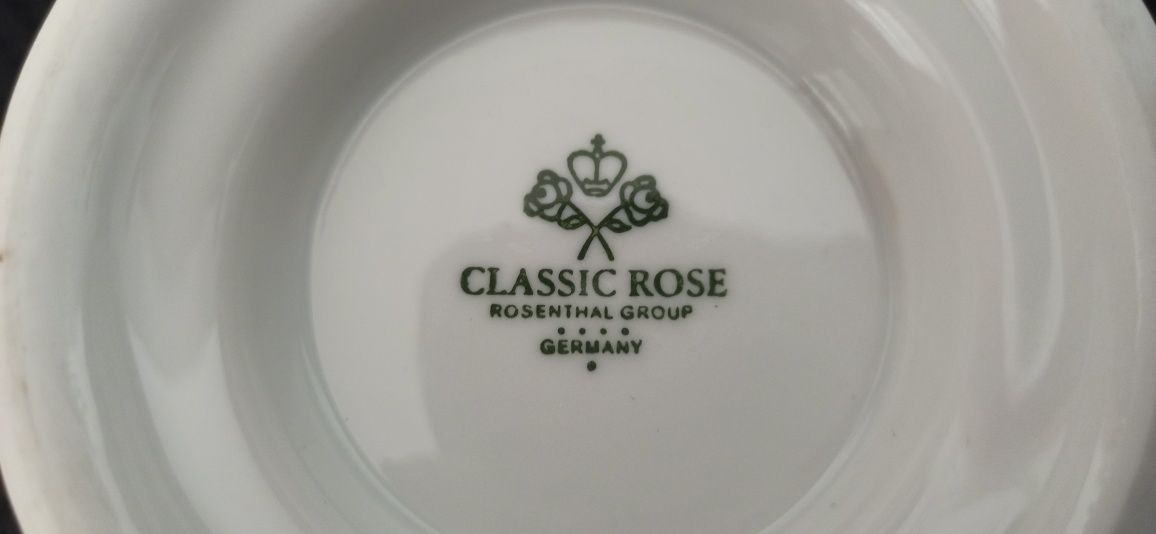 CLASSIC ROSE
ROSENTHAL GROUP
GERMANY